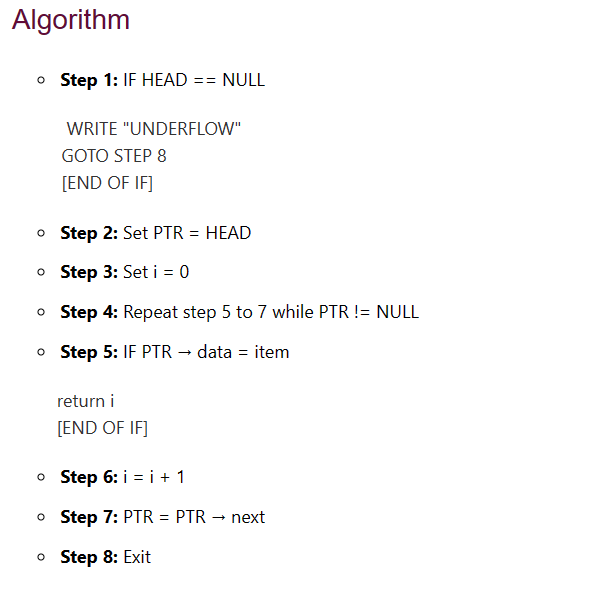 Algorithm
Step 1: IF HEAD == NULL
WRITE "UNDERFLOW"
GOTO STEP 8
[END OF IF]
Step 2: Set PTR = HEAD
Step 3: Set i = 0
Step 4: Repeat step 5 to 7 while PTR != NULL
Step 5: IF PTR → data = item
return i
[END OF IF]
Step 6: i = i + 1
Step 7: PTR = PTR → next
Step 8: Exit